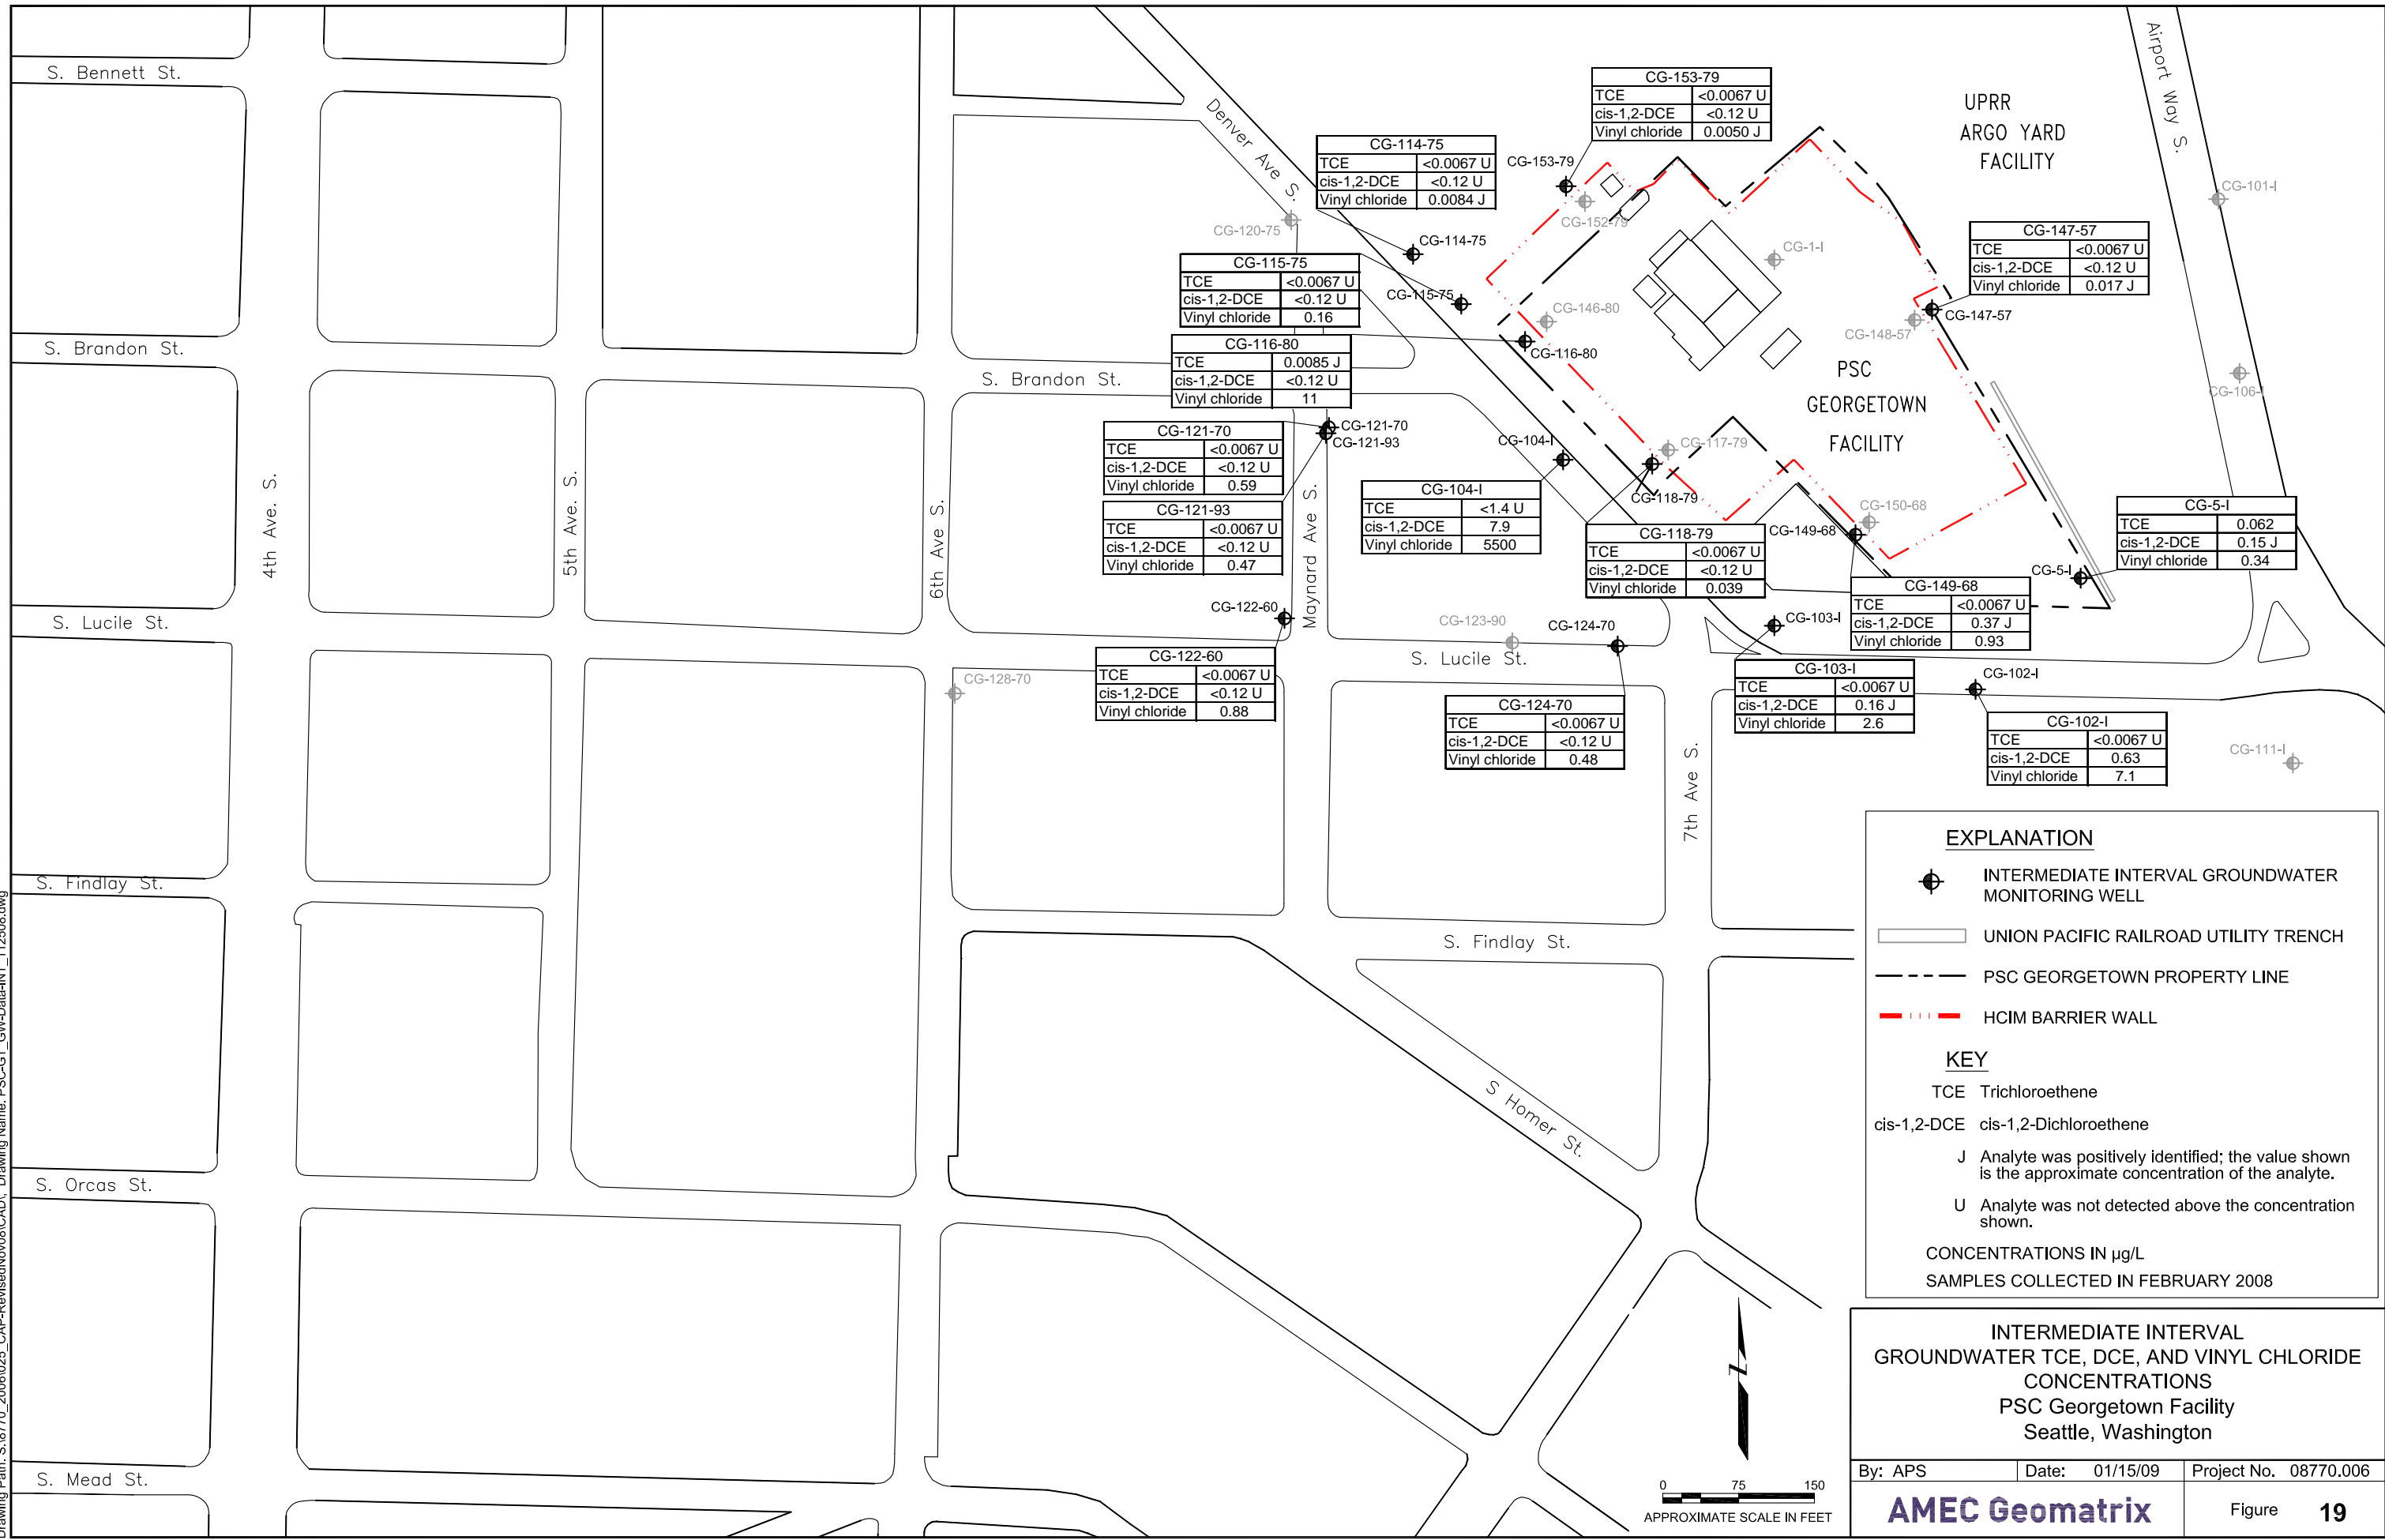 S. Bennett St.
Denver Ave S.
Airport Way S.
UPRR
ARGO YARD
FACILITY
CG-153-79
TCE <0.0067 U
cis-1,2-DCE <0.12 U
Vinyl chloride 0.0050 J
CG-114-75
TCE <0.0067 U
cis-1,2-DCE <0.12 U
Vinyl chloride 0.0084 J
CG-153-79
CG-152-79
CG-101-I
CG-120-75
CG-114-75
CG-1-I
CG-147-57
TCE <0.0067 U
cis-1,2-DCE <0.12 U
Vinyl chloride 0.017 J
CG-115-75
TCE <0.0067 U
cis-1,2-DCE <0.12 U
Vinyl chloride 0.16
CG-115-75
CG-146-80
CG-148-57
CG-147-57
S. Brandon St.
CG-116-80
TCE 0.0085 J
cis-1,2-DCE <0.12 U
Vinyl chloride 11
CG-116-80
S. Brandon St.
PSC
GEORGETOWN
FACILITY
CG-106-I
CG-121-70
TCE <0.0067 U
cis-1,2-DCE <0.12 U
Vinyl chloride 0.59
CG-121-70
CG-121-93
CG-104-I
CG-117-79
4th Ave. S.
5th Ave. S.
6th Ave S.
Maynard Ave S.
CG-121-93
TCE <0.0067 U
cis-1,2-DCE <0.12 U
Vinyl chloride 0.47
CG-104-I
TCE <1.4 U
cis-1,2-DCE 7.9
Vinyl chloride 5500
CG-118-79
CG-118-79
TCE <0.0067 U
cis-1,2-DCE <0.12 U
Vinyl chloride 0.039
CG-150-68
CG-149-68
CG-5-I
TCE 0.062
cis-1,2-DCE 0.15 J
Vinyl chloride 0.34
CG-5-I
CG-149-68
TCE <0.0067 U
cis-1,2-DCE 0.37 J
Vinyl chloride 0.93
S. Lucile St.
CG-122-60
CG-123-90
CG-124-70
CG-103-I
S. Lucile St.
CG-122-60
TCE <0.0067 U
cis-1,2-DCE <0.12 U
Vinyl chloride 0.88
CG-128-70
CG-103-I
TCE <0.0067 U
cis-1,2-DCE 0.16 J
Vinyl chloride 2.6
CG-102-I
CG-124-70
TCE <0.0067 U
cis-1,2-DCE <0.12 U
Vinyl chloride 0.48
CG-102-I
TCE <0.0067 U
cis-1,2-DCE 0.63
Vinyl chloride 7.1
CG-111-I
7th Ave S.
S. Findlay St.
S. Findlay St.
S Homer St.
S. Orcas St.
S. Mead St.
EXPLANATION
INTERMEDIATE INTERVAL GROUNDWATER
MONITORING WELL
UNION PACIFIC RAILROAD UTILITY TRENCH
PSC GEORGETOWN PROPERTY LINE
HCIM BARRIER WALL
KEY
TCE Trichloroethene
cis-1,2-DCE cis-1,2-Dichloroethene
J Analyte was positively identified; the value shown
is the approximate concentration of the analyte.
U Analyte was not detected above the concentration
shown.
CONCENTRATIONS IN µg/L
SAMPLES COLLECTED IN FEBRUARY 2008
Z
0 75 150
APPROXIMATE SCALE IN FEET
INTERMEDIATE INTERVAL
GROUNDWATER TCE, DCE, AND VINYL CHLORIDE
CONCENTRATIONS
PSC Georgetown Facility
Seattle, Washington
By: APS Date: 01/15/09 Project No. 08770.006
AMEC Geomatrix Figure 19